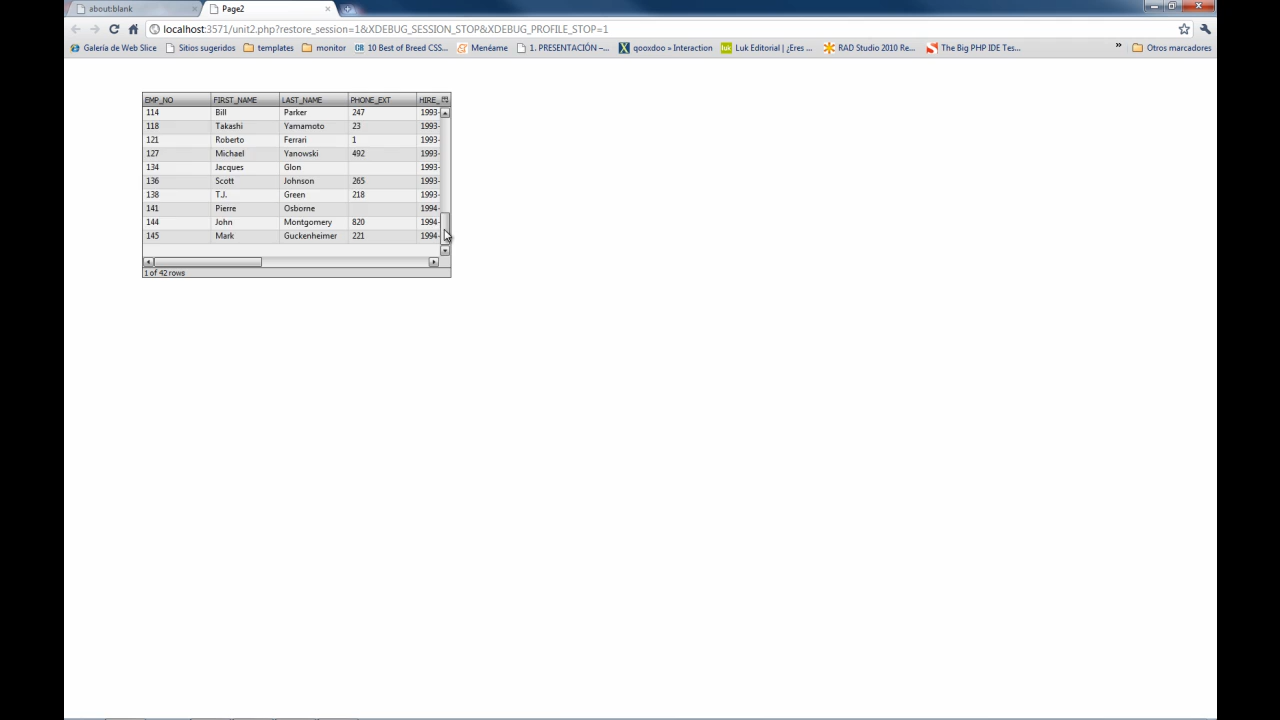 about:blank
Page2
localhost:3571/unit2.php?restore_session=1&XDEBUG_SESSION_STOP&XDEBUG_PROFILE_STOP=1
Galería de Web Slice Sitios sugeridos templates monitor 10 Best of Breed CSS... Menéame 1. PRESENTACIÓN –... qooxdoo » Interaction Luk Editorial | ¿Eres ... RAD Studio 2010 Re... The Big PHP IDE Tes... » Otros marcadores
EMP_NO FIRST_NAME LAST_NAME PHONE_EXT HIRE_
114 Bill Parker 247 1993-
118 Takashi Yamamoto 23 1993-
121 Roberto Ferrari 1 1993-
127 Michael Yanowski 492 1993-
134 Jacques Glon 1993-
136 Scott Johnson 265 1993-
138 T.J. Green 218 1993-
141 Pierre Osborne 1994-
144 John Montgomery 820 1994-
145 Mark Guckenheimer 221 1994-
1 of 42 rows